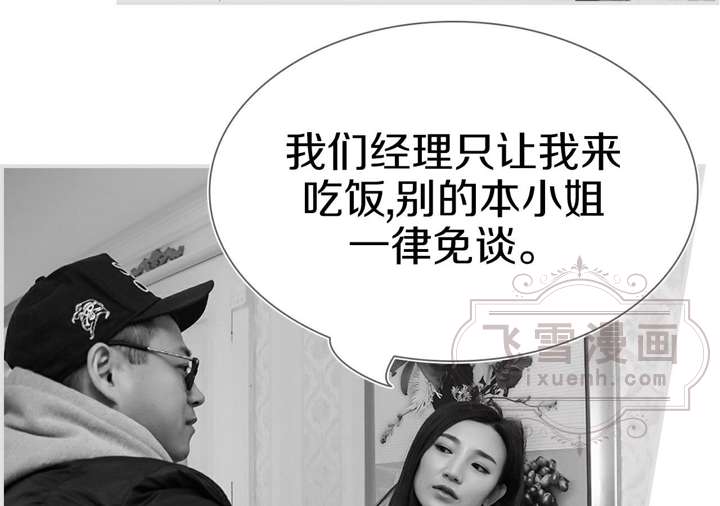 我们经理只让我来
吃饭,别的本小姐
一律免谈。
飞雪漫画
ixuenh.com